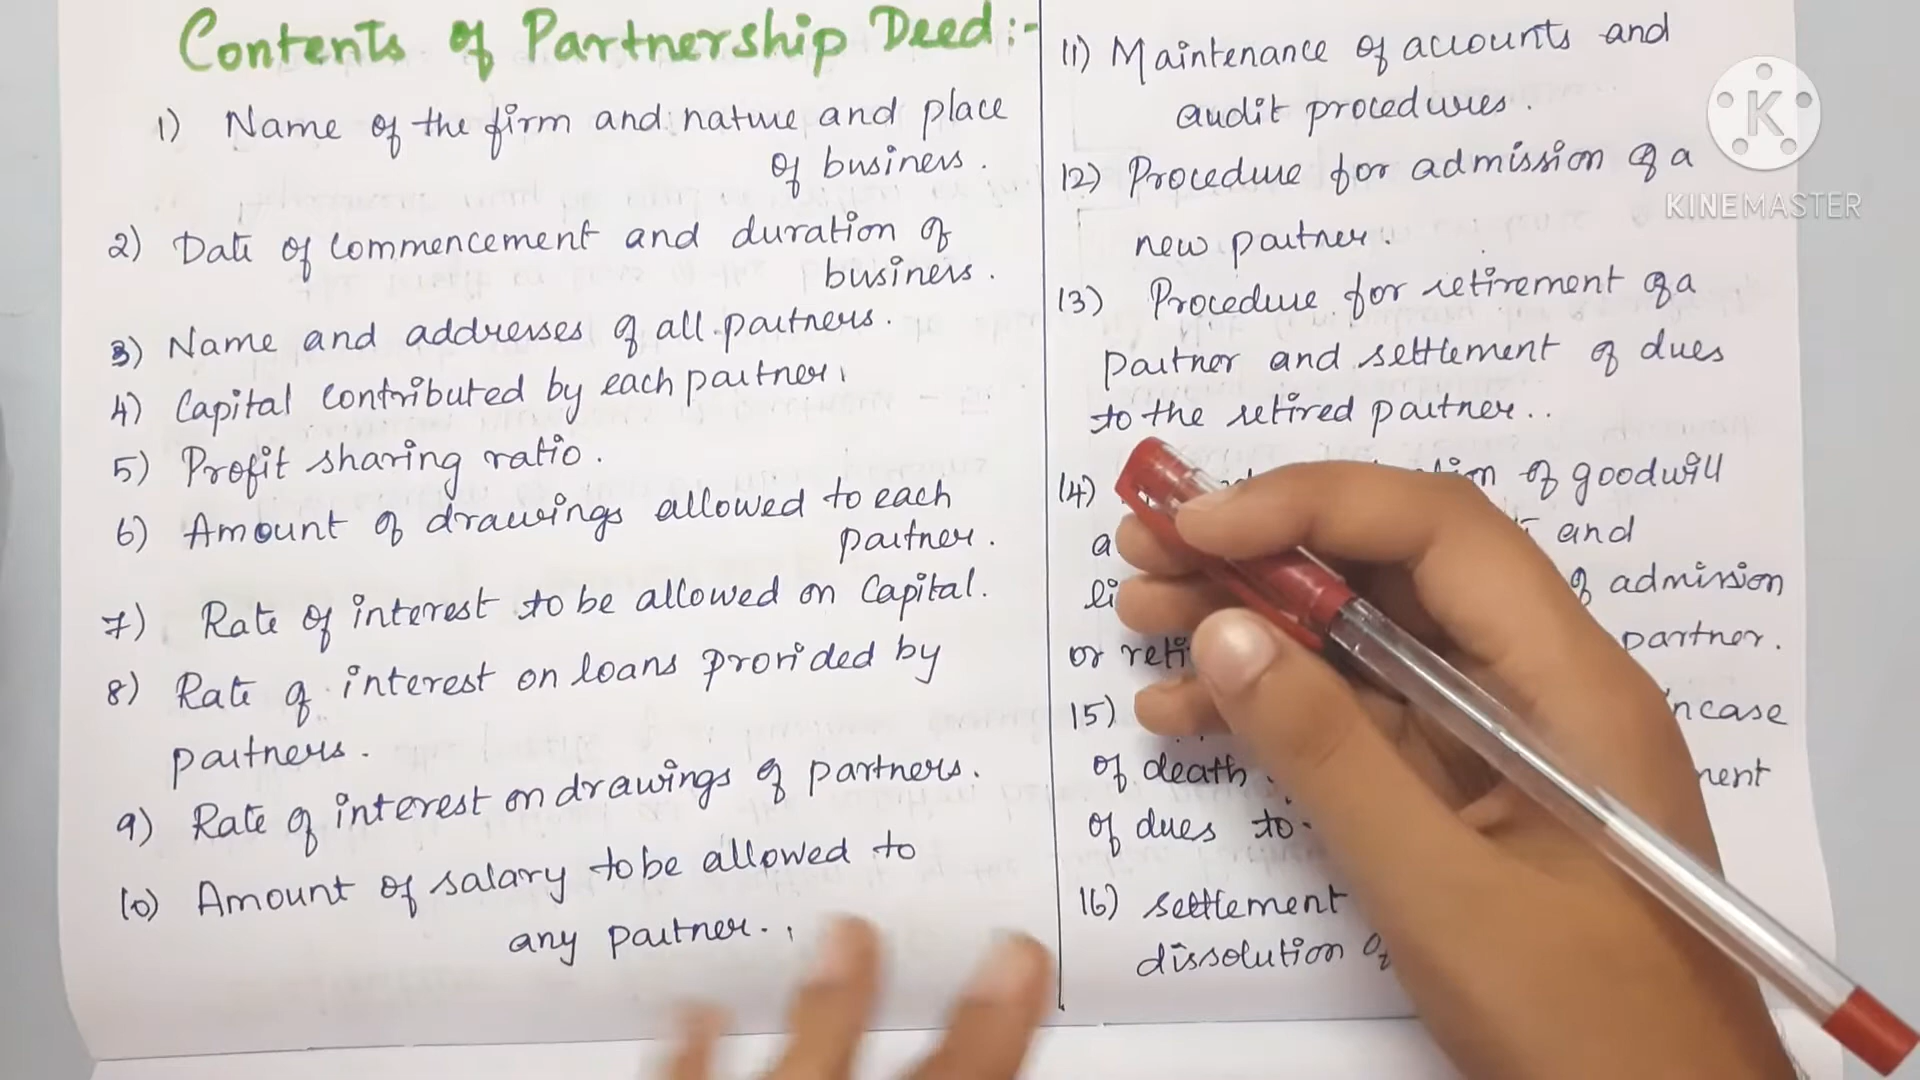 Contents of Partnership Deed:-
1) Name of the firm and nature and place
of business.
2) Date of commencement and duration of
business.
3) Name and addresses of all partners.
4) Capital contributed by each partner.
5) Profit sharing ratio.
6) Amount of drawings allowed to each
partner.
7) Rate of interest to be allowed on Capital.
8) Rate of interest on loans provided by
partners.
9) Rate of interest on drawings of partners.
10) Amount of salary to be allowed to
any partner.
11) Maintenance of accounts and
audit procedures.
12) Procedure for admission of a
new partner.
13) Procedure for retirement of a
partner and settlement of dues
to the retired partner..
14) of goodwill
and
of admission
or partner.
15) incase
of death
of dues to
16) settlement
dissolution of
K
KINEMASTER